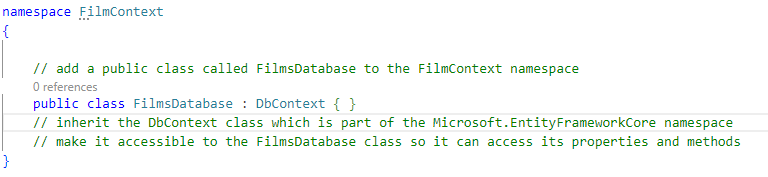 namespace FilmContext
{
// add a public class called FilmsDatabase to the FilmContext namespace
0 references
public class FilmsDatabase : DbContext { }
// inherit the DbContext class which is part of the Microsoft.EntityFrameworkCore namespace
// make it accessible to the FilmsDatabase class so it can access its properties and methods
}